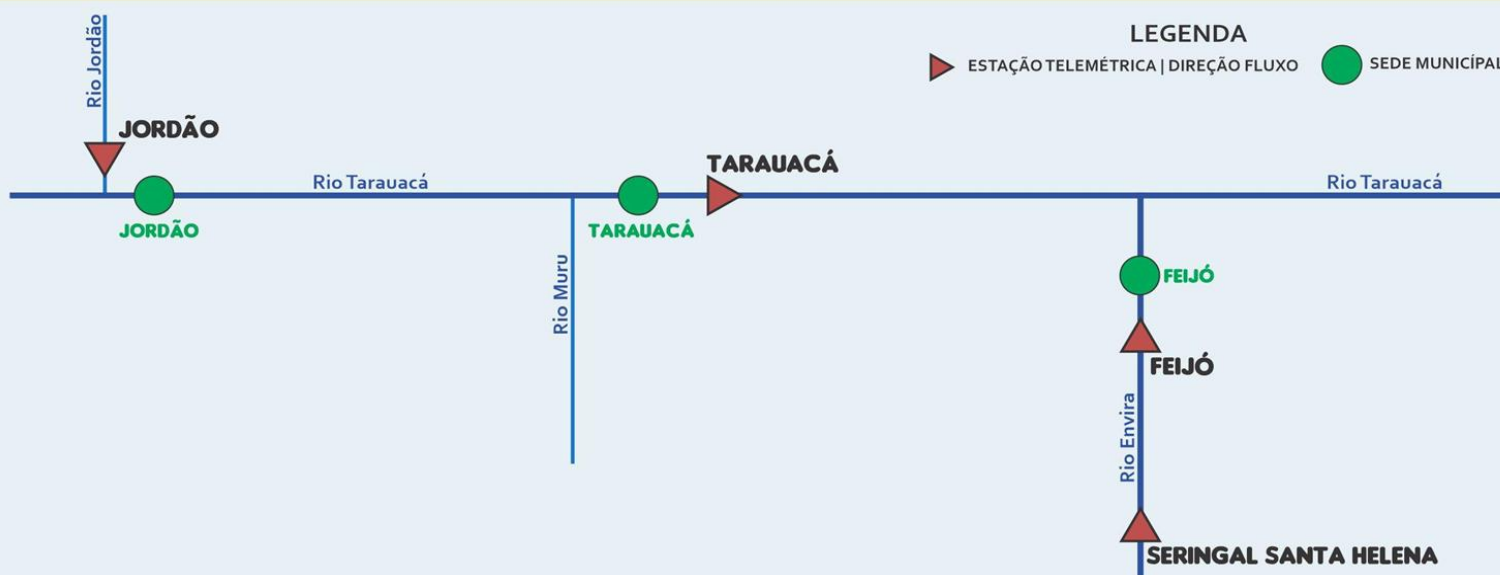 LEGENDA
ESTAÇÃO TELEMÉTRICA | DIREÇÃO FLUXO
SEDE MUNICÍPAL
Rio Jordão
JORDÃO
JORDÃO
Rio Tarauacá
TARAUACÁ
TARAUACÁ
Rio Muru
Rio Tarauacá
FEIJÓ
FEIJÓ
Rio Envira
SERINGAL SANTA HELENA